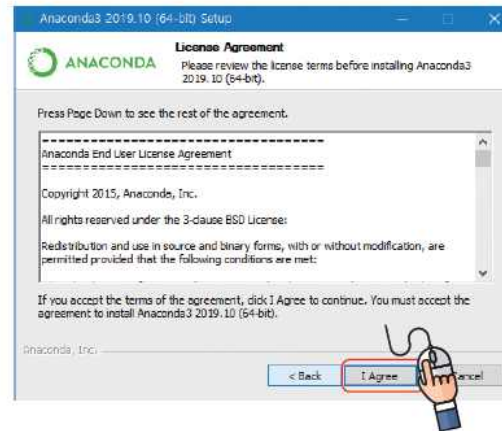 Anaconda3 2019.10 (64-bit) Setup
ANACONDA
License Agreement
Please review the license terms before installing Anaconda3
2019.10 (64-bit).
Press Page Down to see the rest of the agreement.
Anaconda End User License Agreement
Copyright 2015, Anaconda, Inc.
All rights reserved under the 3-clause BSD License:
Redistribution and use in source and binary forms, with or without modification, are
permitted provided that the following conditions are met:
If you accept the terms of the agreement, click I Agree to continue. You must accept the
agreement to install Anaconda3 2019.10 (64-bit).
Anaconda, Inc.
< Back
I Agree